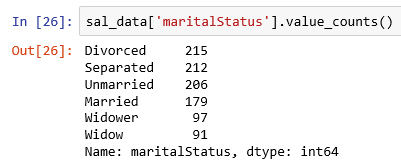 In [26]: sal_data['maritalStatus'].value_counts()
Out[26]: Divorced 215
Separated 212
Unmarried 206
Married 179
Widower 97
Widow 91
Name: maritalStatus, dtype: int64